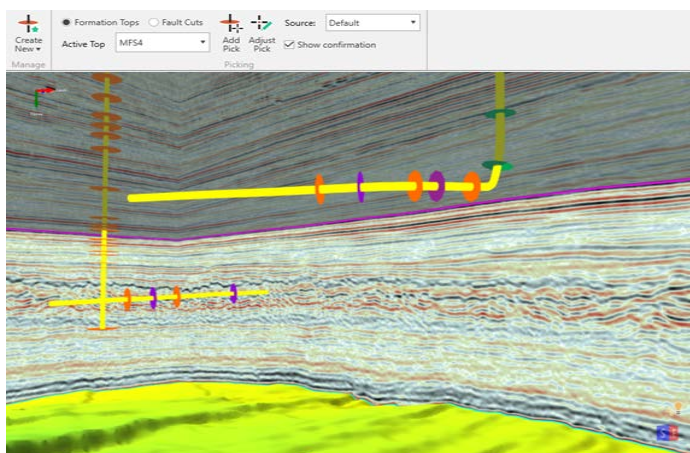 Create
New
Manage
Formation Tops
Fault Cuts
Active Top
MFS4
Add
Pick
Adjust
Pick
Source:
Default
Show confirmation
Picking